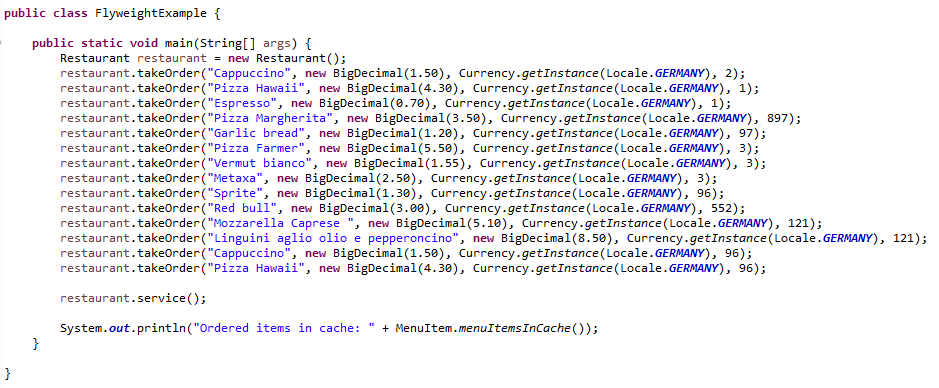 public class FlyweightExample {
public static void main(String[] args) {
Restaurant restaurant = new Restaurant();
restaurant.takeOrder("Cappuccino", new BigDecimal(1.50), Currency.getInstance(Locale.GERMANY), 2);
restaurant.takeOrder("Pizza Hawaii", new BigDecimal(4.30), Currency.getInstance(Locale.GERMANY), 1);
restaurant.takeOrder("Espresso", new BigDecimal(0.70), Currency.getInstance(Locale.GERMANY), 1);
restaurant.takeOrder("Pizza Margherita", new BigDecimal(3.50), Currency.getInstance(Locale.GERMANY), 897);
restaurant.takeOrder("Garlic bread", new BigDecimal(1.20), Currency.getInstance(Locale.GERMANY), 97);
restaurant.takeOrder("Pizza Farmer", new BigDecimal(5.50), Currency.getInstance(Locale.GERMANY), 3);
restaurant.takeOrder("Vermut bianco", new BigDecimal(1.55), Currency.getInstance(Locale.GERMANY), 3);
restaurant.takeOrder("Metaxa", new BigDecimal(2.50), Currency.getInstance(Locale.GERMANY), 3);
restaurant.takeOrder("Sprite", new BigDecimal(1.30), Currency.getInstance(Locale.GERMANY), 96);
restaurant.takeOrder("Red bull", new BigDecimal(3.00), Currency.getInstance(Locale.GERMANY), 552);
restaurant.takeOrder("Mozzarella Caprese ", new BigDecimal(5.10), Currency.getInstance(Locale.GERMANY), 121);
restaurant.takeOrder("Linguini aglio olio e pepperoncino", new BigDecimal(8.50), Currency.getInstance(Locale.GERMANY), 121);
restaurant.takeOrder("Cappuccino", new BigDecimal(1.50), Currency.getInstance(Locale.GERMANY), 96);
restaurant.takeOrder("Pizza Hawaii", new BigDecimal(4.30), Currency.getInstance(Locale.GERMANY), 96);
restaurant.service();
System.out.println("Ordered items in cache: " + MenuItem.menuItemsInCache());
}
}